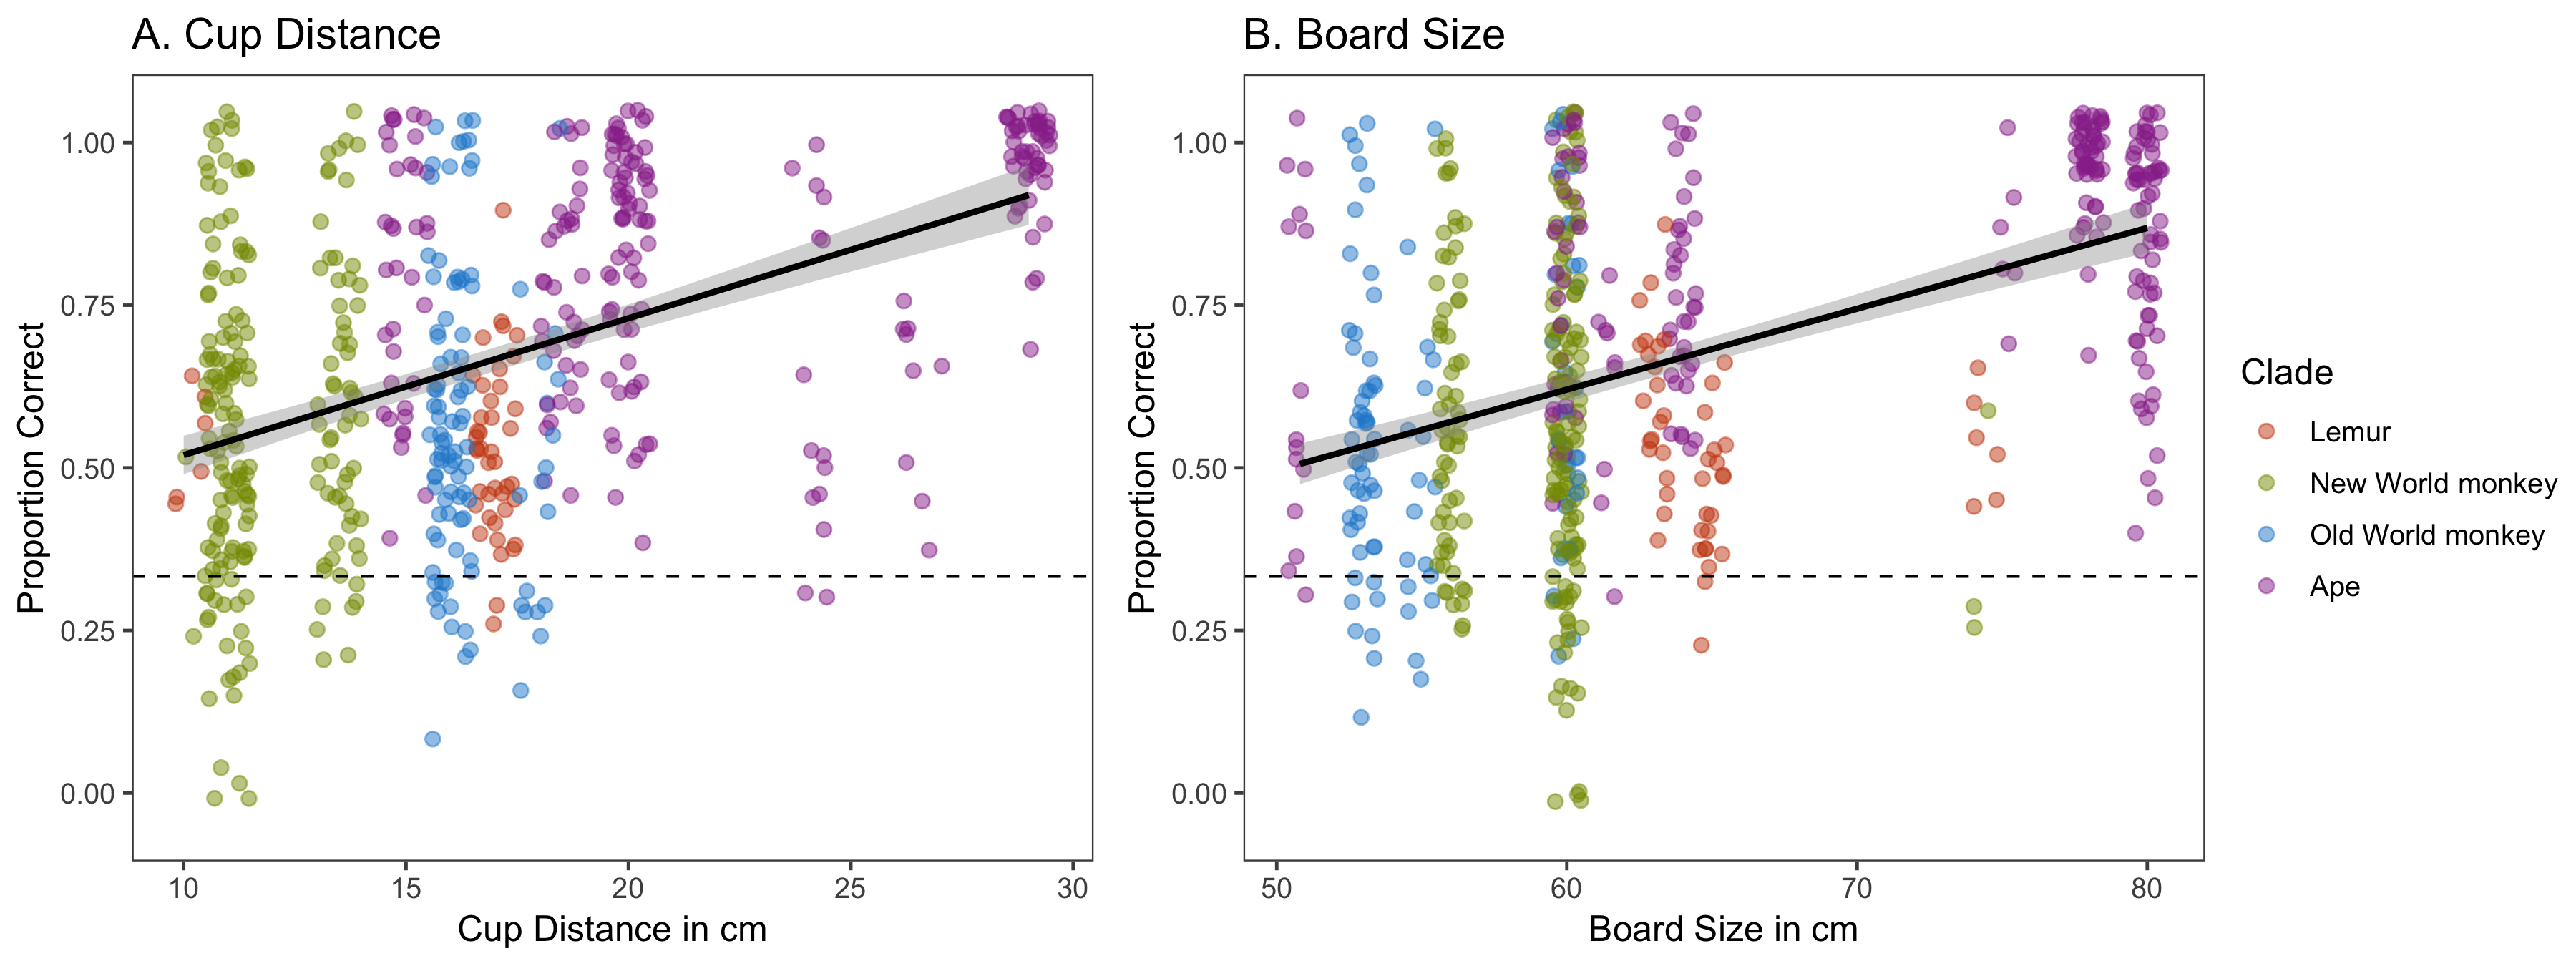 A. Cup Distance
Proportion Correct
1.00
0.75
0.50
0.25
0.00
10 15 20 25 30
Cup Distance in cm
B. Board Size
Proportion Correct
1.00
0.75
0.50
0.25
0.00
50 60 70 80
Board Size in cm
Clade
Lemur
New World monkey
Old World monkey
Ape